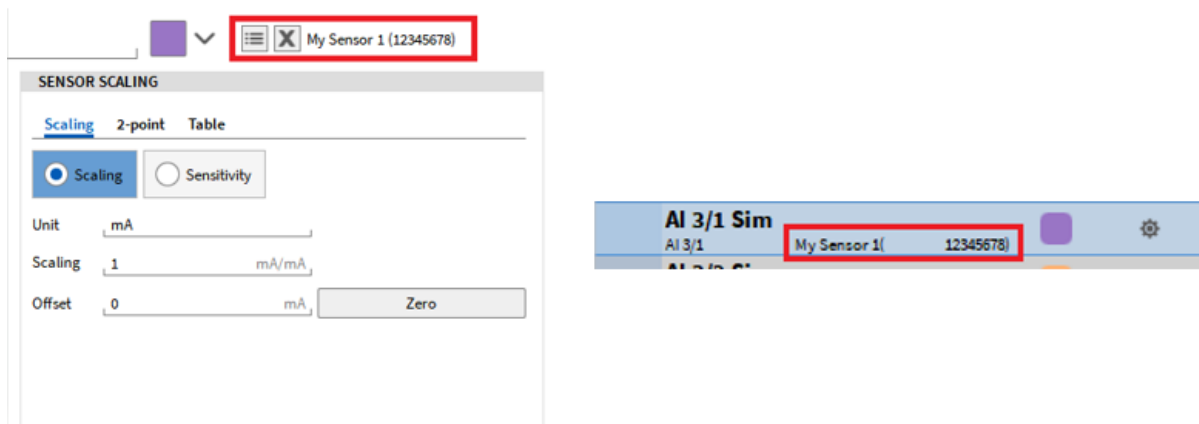 My Sensor 1 (12345678)
SENSOR SCALING
Scaling 2-point Table
Scaling Sensitivity
Unit mA
Scaling 1 mA/mA
Offset 0 mA Zero
AI 3/1 Sim
AI 3/1 My Sensor 1( 12345678)